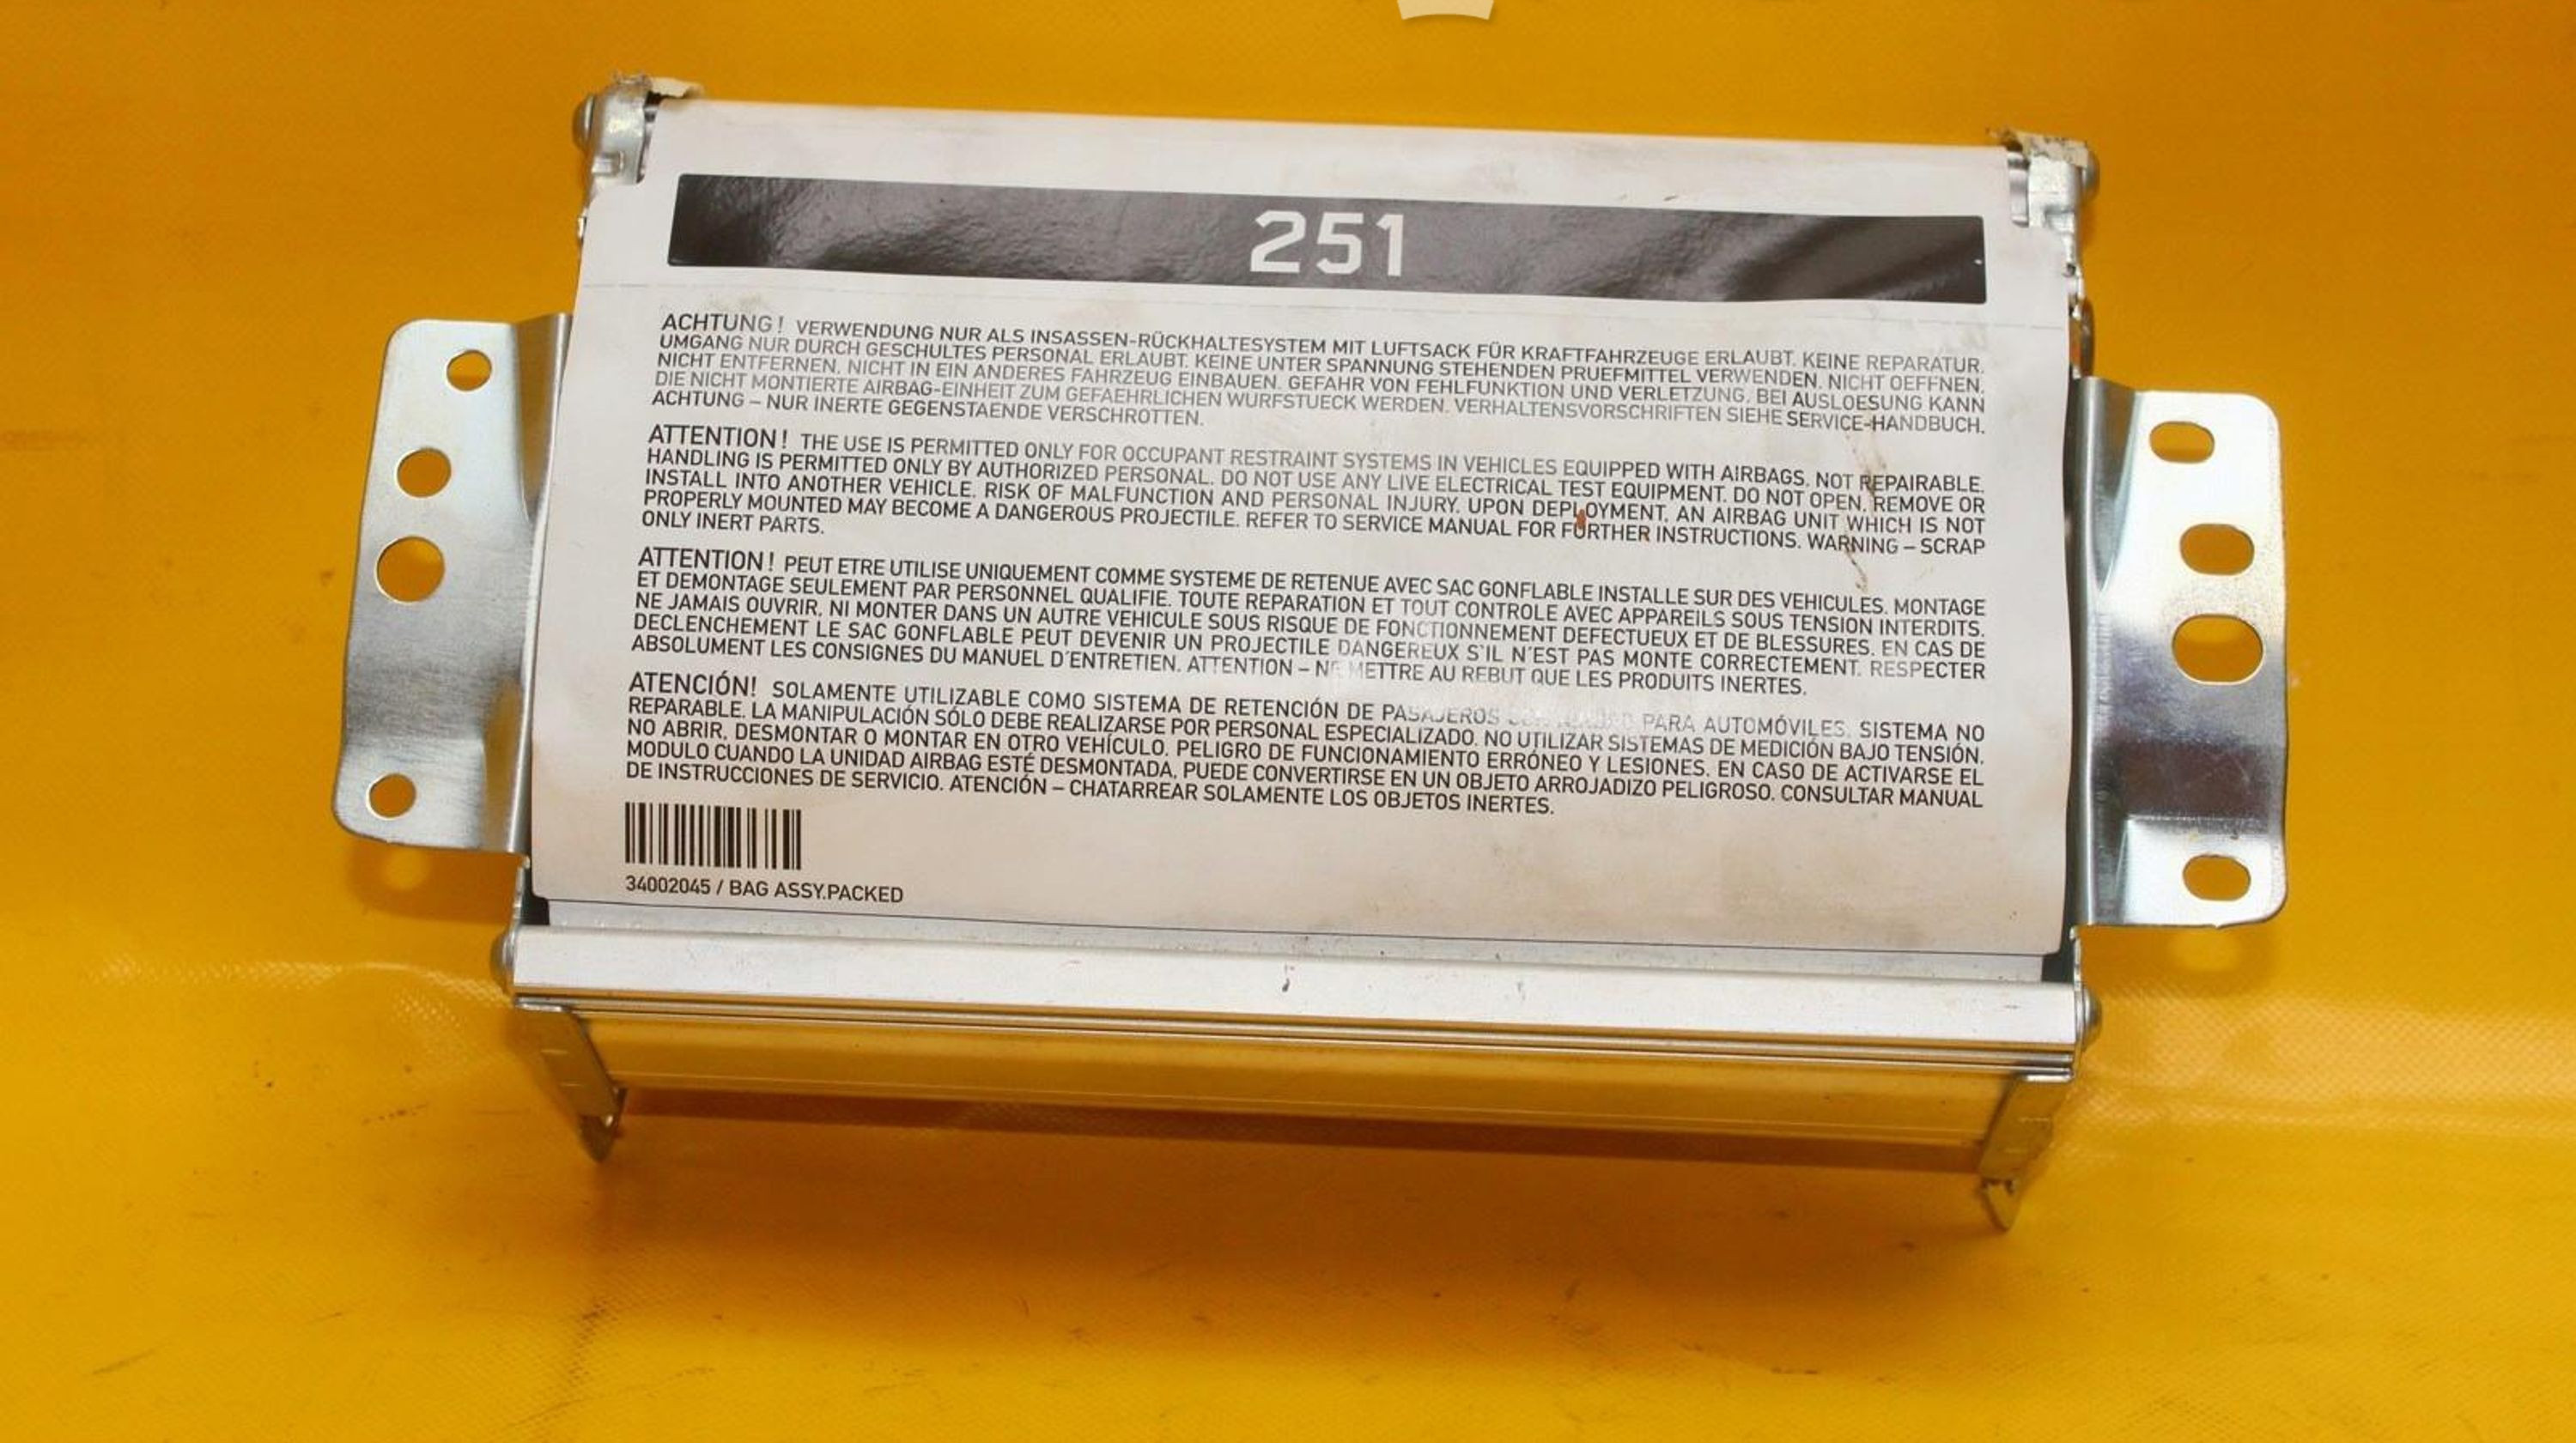 251
ACHTUNG! VERWENDUNG NUR ALS INSASSEN-RÜCKHALTESYSTEM MIT LUFTSACK FÜR KRAFTFAHRZEUGE ERLAUBT. KEINE REPARATUR.
UMGANG NUR DURCH GESCHULTES PERSONAL ERLAUBT. KEINE UNTER SPANNUNG STEHENDEN PRUEFMITTEL VERWENDEN. NICHT OEFFNEN.
NICHT ENTFERNEN. NICHT IN EIN ANDERES FAHRZEUG EINBAUEN. GEFAHR VON FEHLFUNKTION UND VERLETZUNG. BEI AUSLOESUNG KANN
DIE NICHT MONTIERTE AIRBAG-EINHEIT ZUM GEFAEHRLICHEN WURFSTUECK WERDEN. VERHALTENSVORSCHRIFTEN SIEHE SERVICE-HANDBUCH.
ACHTUNG – NUR INERTE GEGENSTAENDE VERSCHROTTEN.
ATTENTION! THE USE IS PERMITTED ONLY FOR OCCUPANT RESTRAINT SYSTEMS IN VEHICLES EQUIPPED WITH AIRBAGS. NOT REPAIRABLE.
HANDLING IS PERMITTED ONLY BY AUTHORIZED PERSONAL. DO NOT USE ANY LIVE ELECTRICAL TEST EQUIPMENT. DO NOT OPEN, REMOVE OR
INSTALL INTO ANOTHER VEHICLE. RISK OF MALFUNCTION AND PERSONAL INJURY. UPON DEPLOYMENT, AN AIRBAG UNIT WHICH IS NOT
PROPERLY MOUNTED MAY BECOME A DANGEROUS PROJECTILE. REFER TO SERVICE MANUAL FOR FURTHER INSTRUCTIONS. WARNING – SCRAP
ONLY INERT PARTS.
ATTENTION! PEUT ETRE UTILISE UNIQUEMENT COMME SYSTEME DE RETENUE AVEC SAC GONFLABLE INSTALLE SUR DES VEHICULES. MONTAGE
ET DEMONTAGE SEULEMENT PAR PERSONNEL QUALIFIE. TOUTE REPARATION ET TOUT CONTROLE AVEC APPAREILS SOUS TENSION INTERDITS.
NE JAMAIS OUVRIR, NI MONTER DANS UN AUTRE VEHICULE SOUS RISQUE DE FONCTIONNEMENT DEFECTUEUX ET DE BLESSURES. EN CAS DE
DECLENCHEMENT LE SAC GONFLABLE PEUT DEVENIR UN PROJECTILE DANGEREUX S'IL N'EST PAS MONTE CORRECTEMENT. RESPECTER
ABSOLUMENT LES CONSIGNES DU MANUEL D'ENTRETIEN. ATTENTION – NE METTRE AU REBUT QUE LES PRODUITS INERTES.
ATENCIÓN! SOLAMENTE UTILIZABLE COMO SISTEMA DE RETENCIÓN DE PASAJEROS PARA AUTOMÓVILES. SISTEMA NO
REPARABLE. LA MANIPULACIÓN SÓLO DEBE REALIZARSE POR PERSONAL ESPECIALIZADO. NO UTILIZAR SISTEMAS DE MEDICIÓN BAJO TENSIÓN.
NO ABRIR, DESMONTAR O MONTAR EN OTRO VEHÍCULO. PELIGRO DE FUNCIONAMIENTO ERRÓNEO Y LESIONES. EN CASO DE ACTIVARSE EL
MODULO CUANDO LA UNIDAD AIRBAG ESTÉ DESMONTADA, PUEDE CONVERTIRSE EN UN OBJETO ARROJADIZO PELIGROSO. CONSULTAR MANUAL
DE INSTRUCCIONES DE SERVICIO. ATENCIÓN – CHATARREAR SOLAMENTE LOS OBJETOS INERTES.
34002045 / BAG ASSY.PACKED